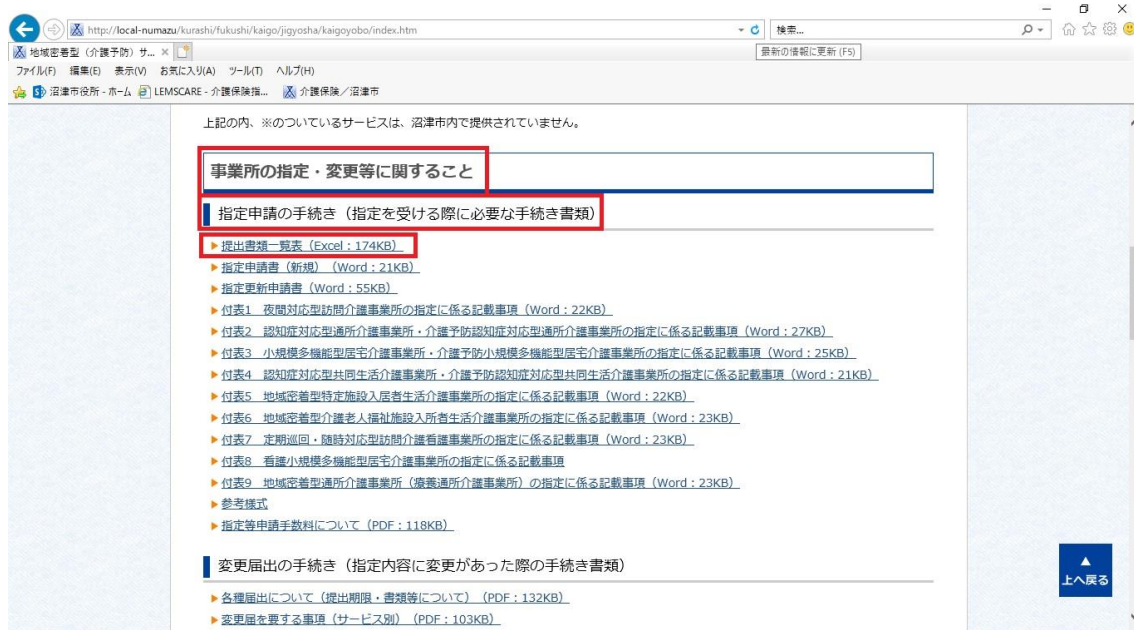 http://local-numazu/kurashi/fukushi/kaigo/jigyosha/kaigoyobo/index.htm
検索...
地域密着型（介護予防）サ...
最新の情報に更新 (F5)
ファイル(F) 編集(E) 表示(V) お気に入り(A) ツール(T) ヘルプ(H)
沼津市役所 - ホーム LEMSCARE - 介護保険指... 介護保険／沼津市
上記の内、※のついているサービスは、沼津市内で提供されていません。
事業所の指定・変更等に関すること
指定申請の手続き（指定を受ける際に必要な手続き書類）
提出書類一覧表（Excel：174KB）
指定申請書（新規）（Word：21KB）
指定更新申請書（Word：55KB）
付表1 夜間対応型訪問介護事業所の指定に係る記載事項（Word：22KB）
付表2 認知症対応型通所介護事業所・介護予防認知症対応型通所介護事業所の指定に係る記載事項（Word：27KB）
付表3 小規模多機能型居宅介護事業所・介護予防小規模多機能型居宅介護事業所の指定に係る記載事項（Word：25KB）
付表4 認知症対応型共同生活介護事業所・介護予防認知症対応型共同生活介護事業所の指定に係る記載事項（Word：21KB）
付表5 地域密着型特定施設入居者生活介護事業所の指定に係る記載事項（Word：22KB）
付表6 地域密着型介護老人福祉施設入所者生活介護事業所の指定に係る記載事項（Word：23KB）
付表7 定期巡回・随時対応型訪問介護看護事業所の指定に係る記載事項（Word：23KB）
付表8 看護小規模多機能型居宅介護事業所の指定に係る記載事項
付表9 地域密着型通所介護事業所（療養通所介護事業所）の指定に係る記載事項（Word：23KB）
参考様式
指定等申請手数料について（PDF：118KB）
変更届出の手続き（指定内容に変更があった際の手続き書類）
各種届出について（提出期限・書類等について）（PDF：132KB）
変更届を要する事項（サービス別）（PDF：103KB）
上へ戻る